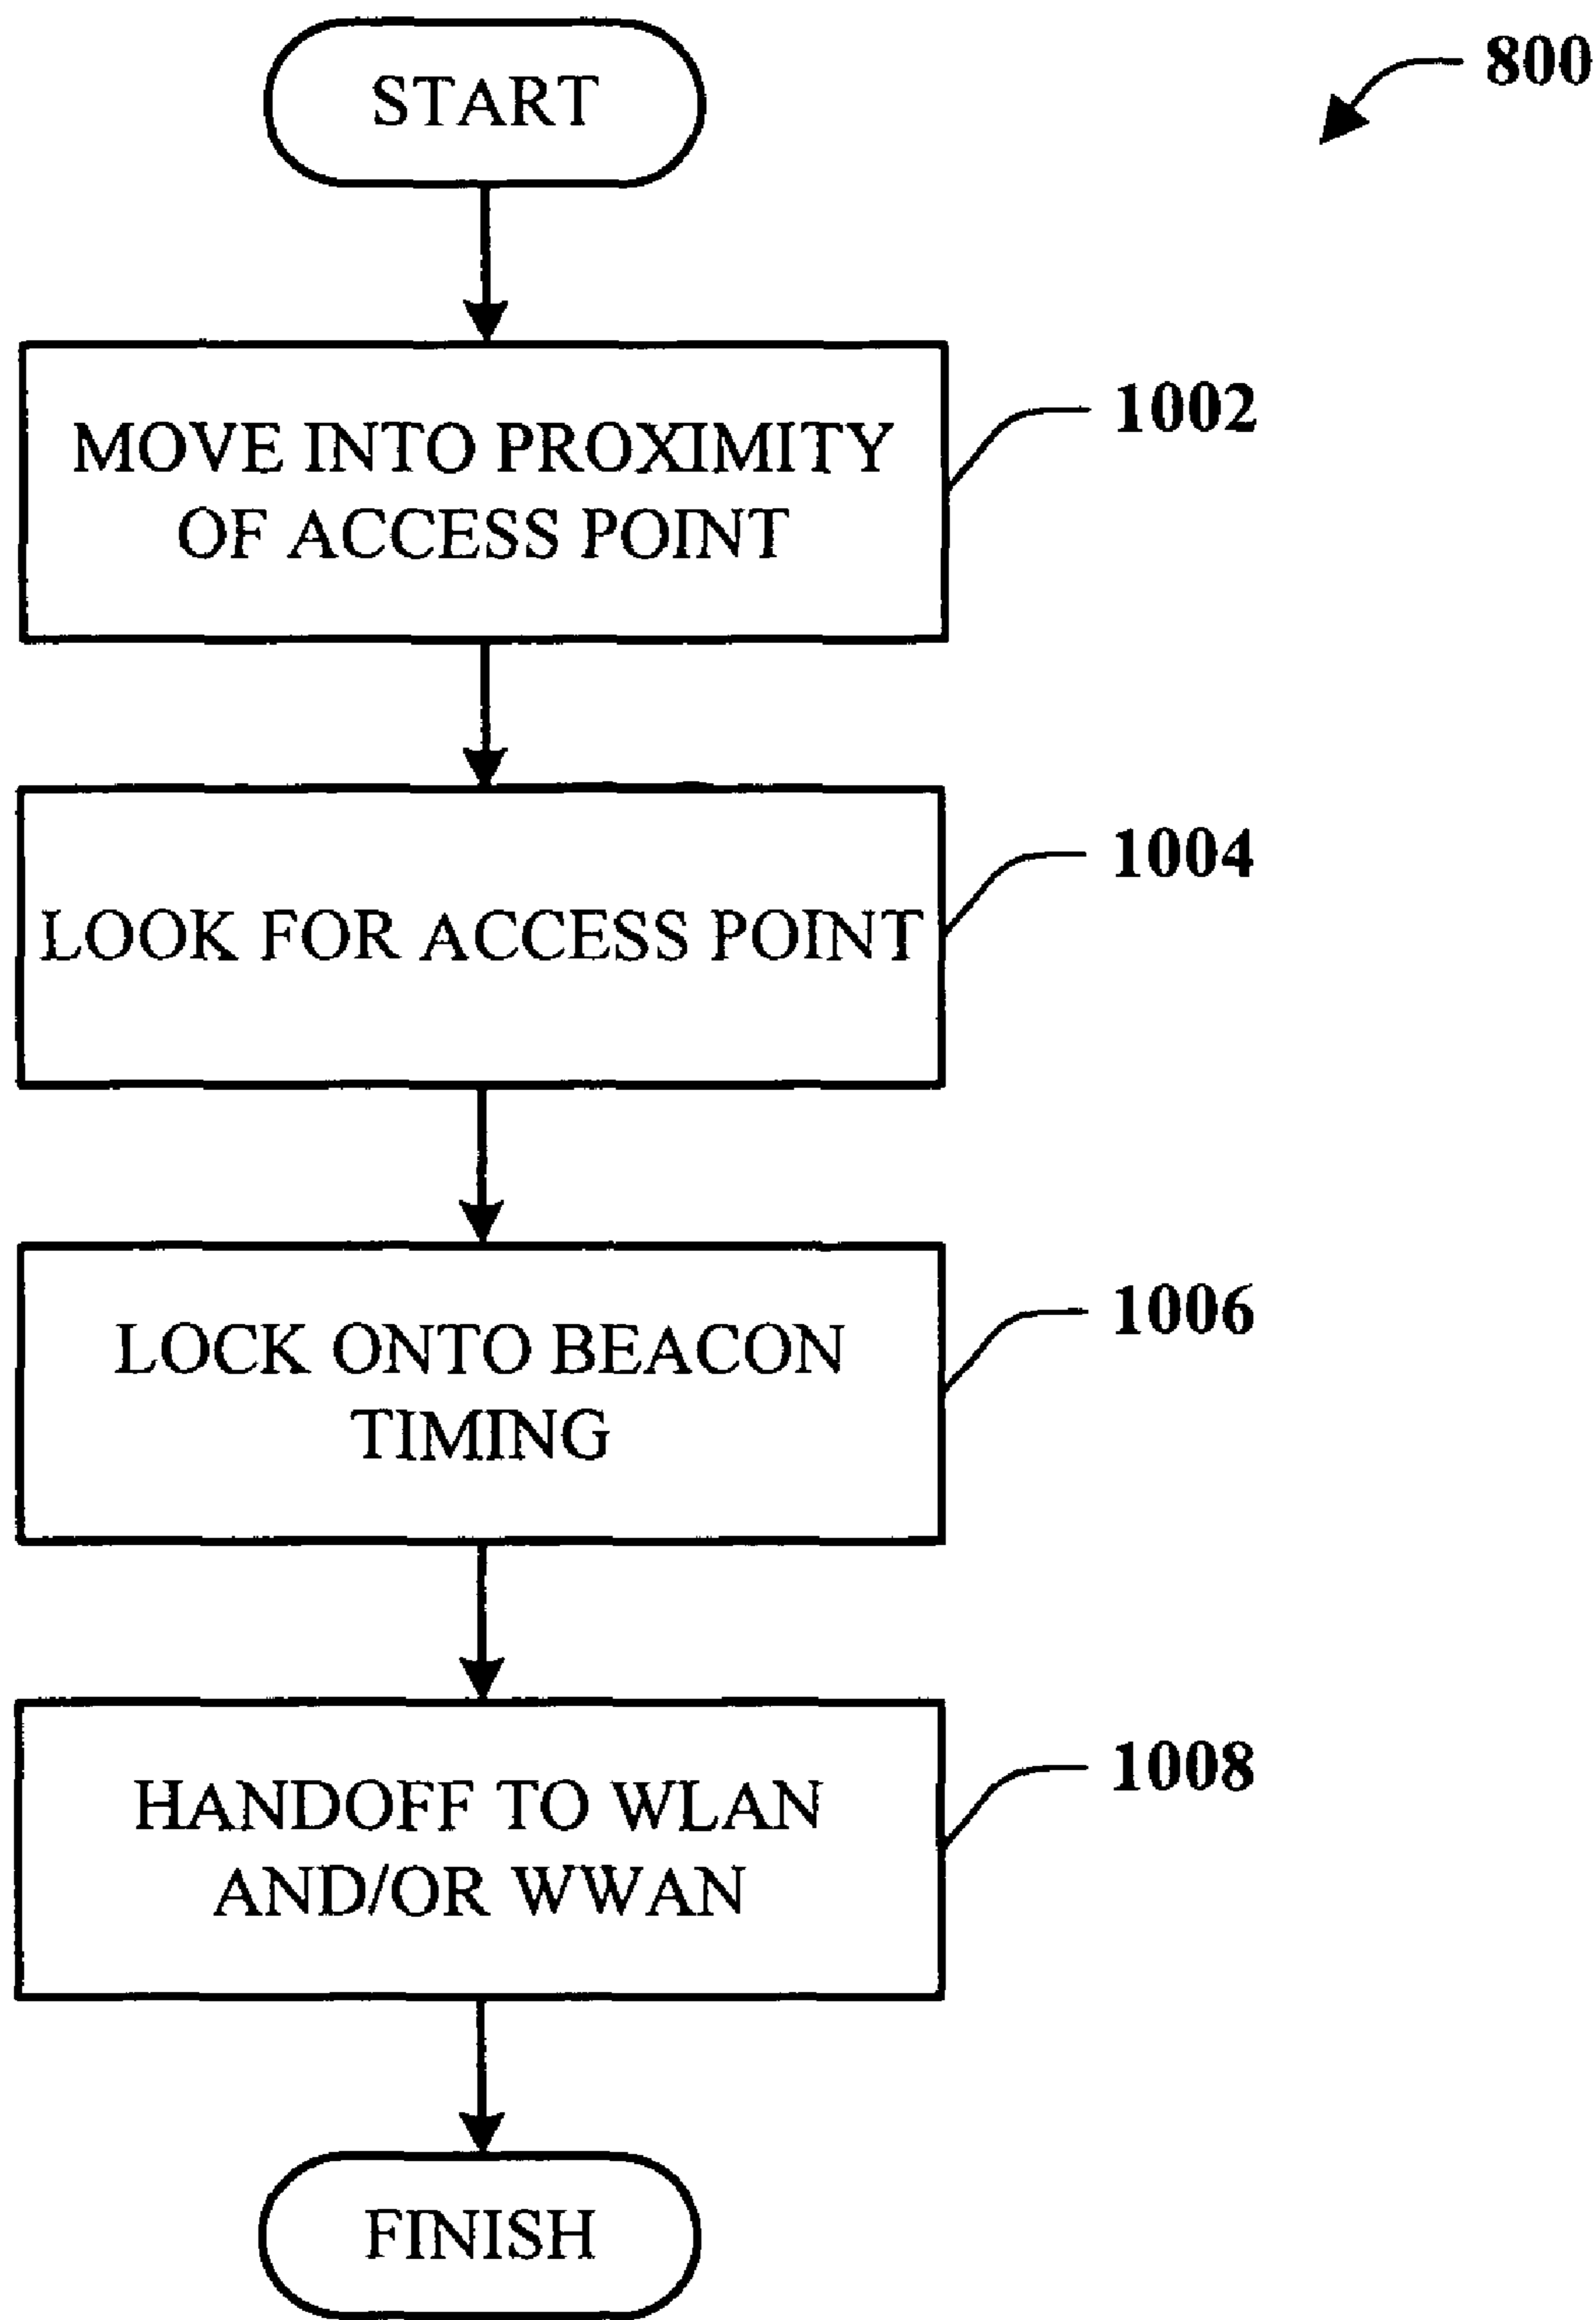 START
800
MOVE INTO PROXIMITY
OF ACCESS POINT
1002
LOOK FOR ACCESS POINT
1004
LOCK ONTO BEACON
TIMING
1006
HANDOFF TO WLAN
AND/OR WWAN
1008
FINISH